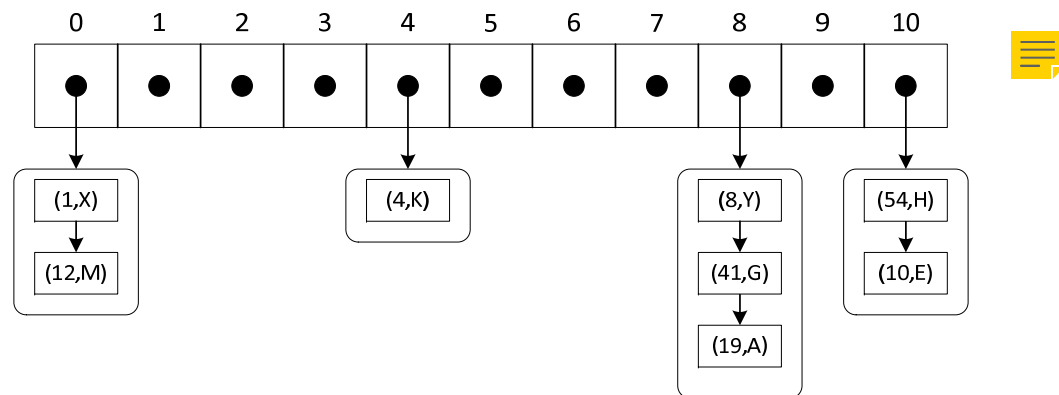 0 1 2 3 4 5 6 7 8 9 10
(1,X) (4,K) (8,Y) (54,H)
(12,M) (41,G) (10,E)
(19,A)